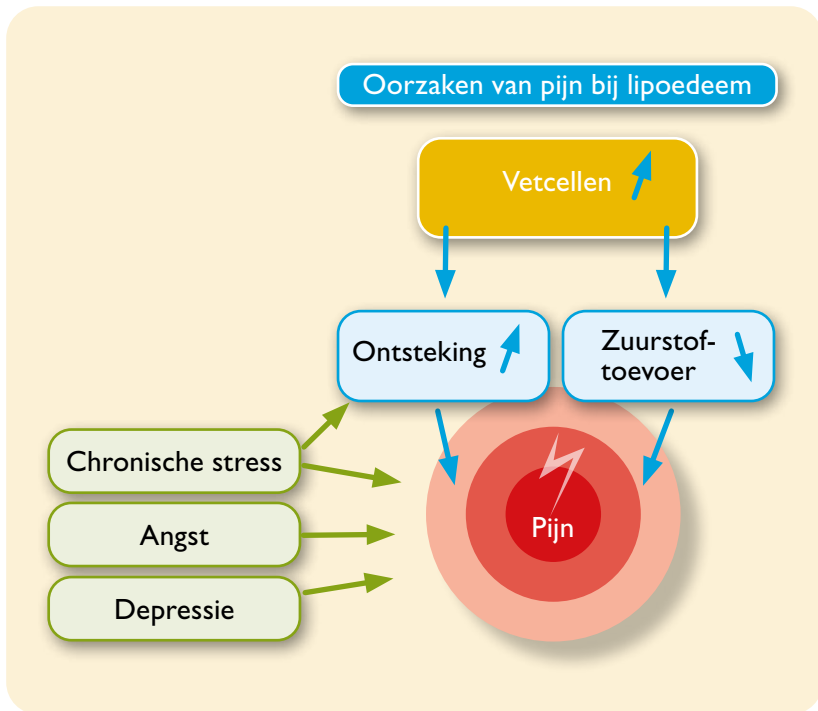 Oorzaken van pijn bij lipoedeem
Vetcellen
Ontsteking
Zuurstof-
toevoer
Chronische stress
Angst
Depressie
Pijn